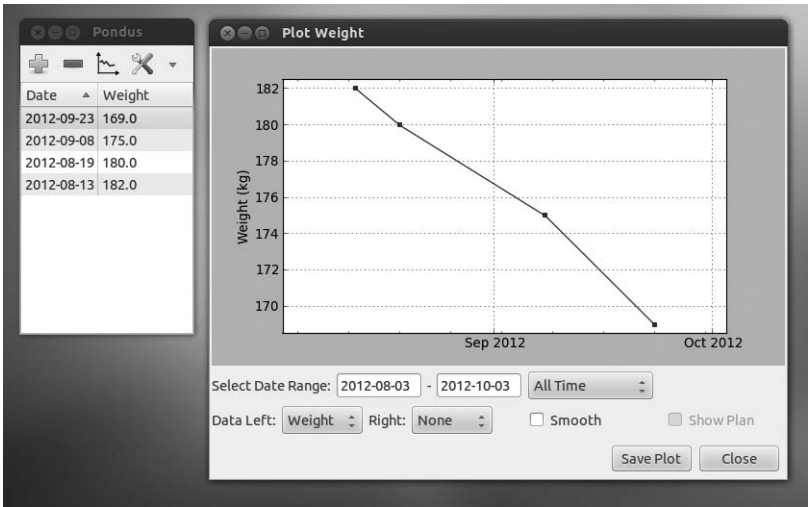 Pondus
Date Weight
2012-09-23 169.0
2012-09-08 175.0
2012-08-19 180.0
2012-08-13 182.0
Plot Weight
182
180
178
176
174
172
170
Weight (kg)
Sep 2012 Oct 2012
Select Date Range: 2012-08-03 - 2012-10-03 All Time
Data Left: Weight Right: None Smooth Show Plan
Save Plot Close